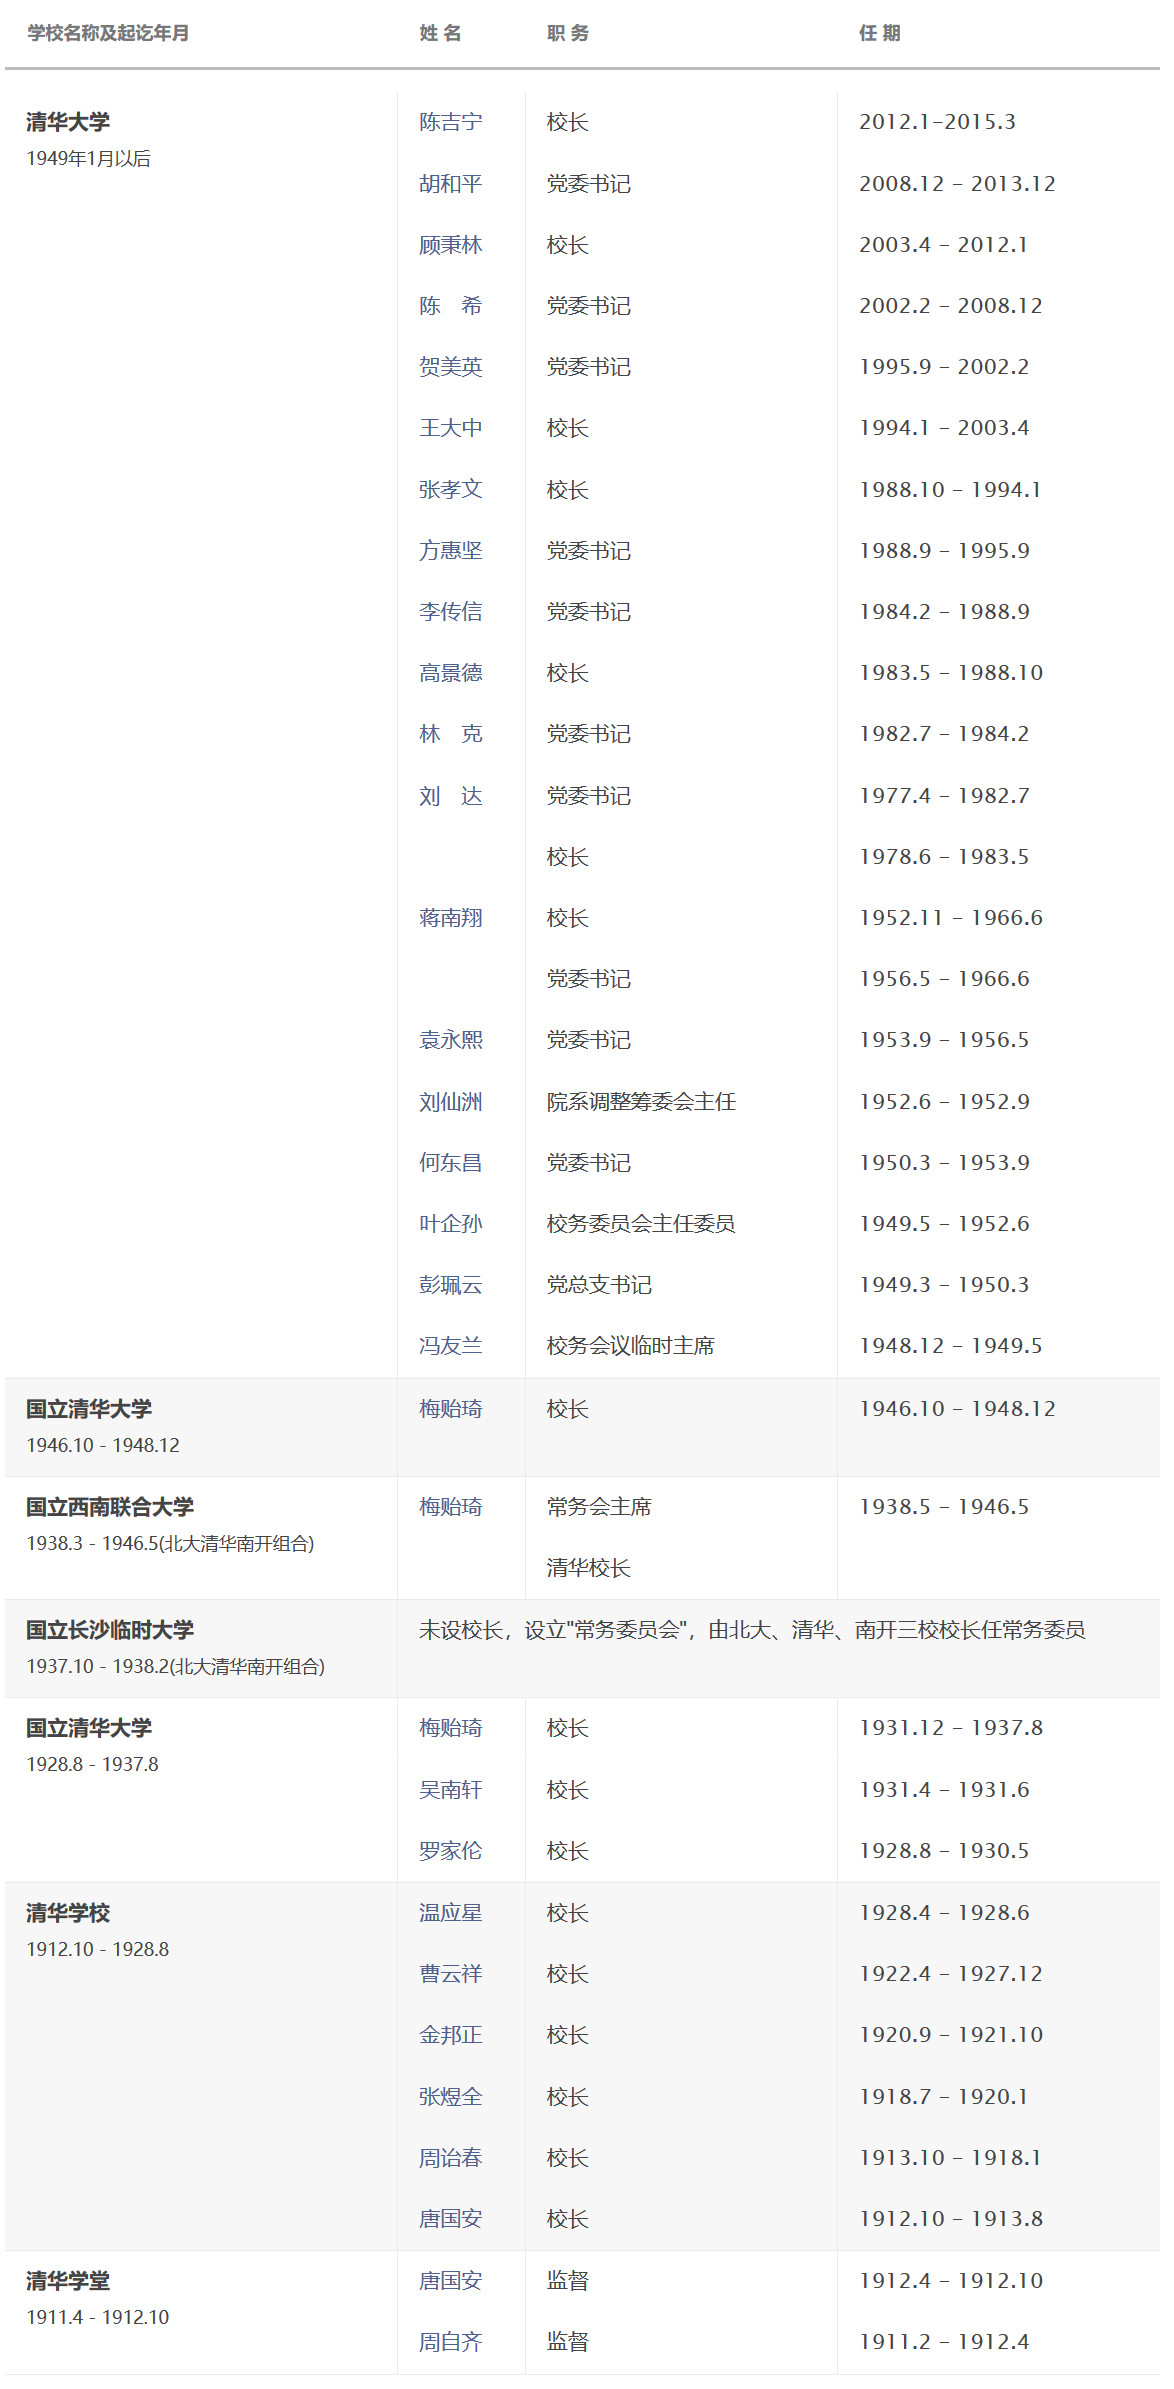 学校名称及起讫年月 姓 名 职 务 任 期
清华大学 陈吉宁 校长 2012.1-2015.3
1949年1月以后
胡和平 党委书记 2008.12 - 2013.12
顾秉林 校长 2003.4 - 2012.1
陈　希 党委书记 2002.2 - 2008.12
贺美英 党委书记 1995.9 - 2002.2
王大中 校长 1994.1 - 2003.4
张孝文 校长 1988.10 - 1994.1
方惠坚 党委书记 1988.9 - 1995.9
李传信 党委书记 1984.2 - 1988.9
高景德 校长 1983.5 - 1988.10
林　克 党委书记 1982.7 - 1984.2
刘　达 党委书记 1977.4 - 1982.7
校长 1978.6 - 1983.5
蒋南翔 校长 1952.11 - 1966.6
党委书记 1956.5 - 1966.6
袁永熙 党委书记 1953.9 - 1956.5
刘仙洲 院系调整筹委会主任 1952.6 - 1952.9
何东昌 党委书记 1950.3 - 1953.9
叶企孙 校务委员会主任委员 1949.5 - 1952.6
彭珮云 党总支书记 1949.3 - 1950.3
冯友兰 校务会议临时主席 1948.12 - 1949.5
国立清华大学 梅贻琦 校长 1946.10 - 1948.12
1946.10 - 1948.12
国立西南联合大学 梅贻琦 常务会主席 1938.5 - 1946.5
1938.3 - 1946.5(北大清华南开组合)
清华校长
国立长沙临时大学 未设校长，设立"常务委员会"，由北大、清华、南开三校校长任常务委员
1937.10 - 1938.2(北大清华南开组合)
国立清华大学 梅贻琦 校长 1931.12 - 1937.8
1928.8 - 1937.8
吴南轩 校长 1931.4 - 1931.6
罗家伦 校长 1928.8 - 1930.5
清华学校 温应星 校长 1928.4 - 1928.6
1912.10 - 1928.8
曹云祥 校长 1922.4 - 1927.12
金邦正 校长 1920.9 - 1921.10
张煜全 校长 1918.7 - 1920.1
周诒春 校长 1913.10 - 1918.1
唐国安 校长 1912.10 - 1913.8
清华学堂 唐国安 监督 1912.4 - 1912.10
1911.4 - 1912.10
周自齐 监督 1911.2 - 1912.4